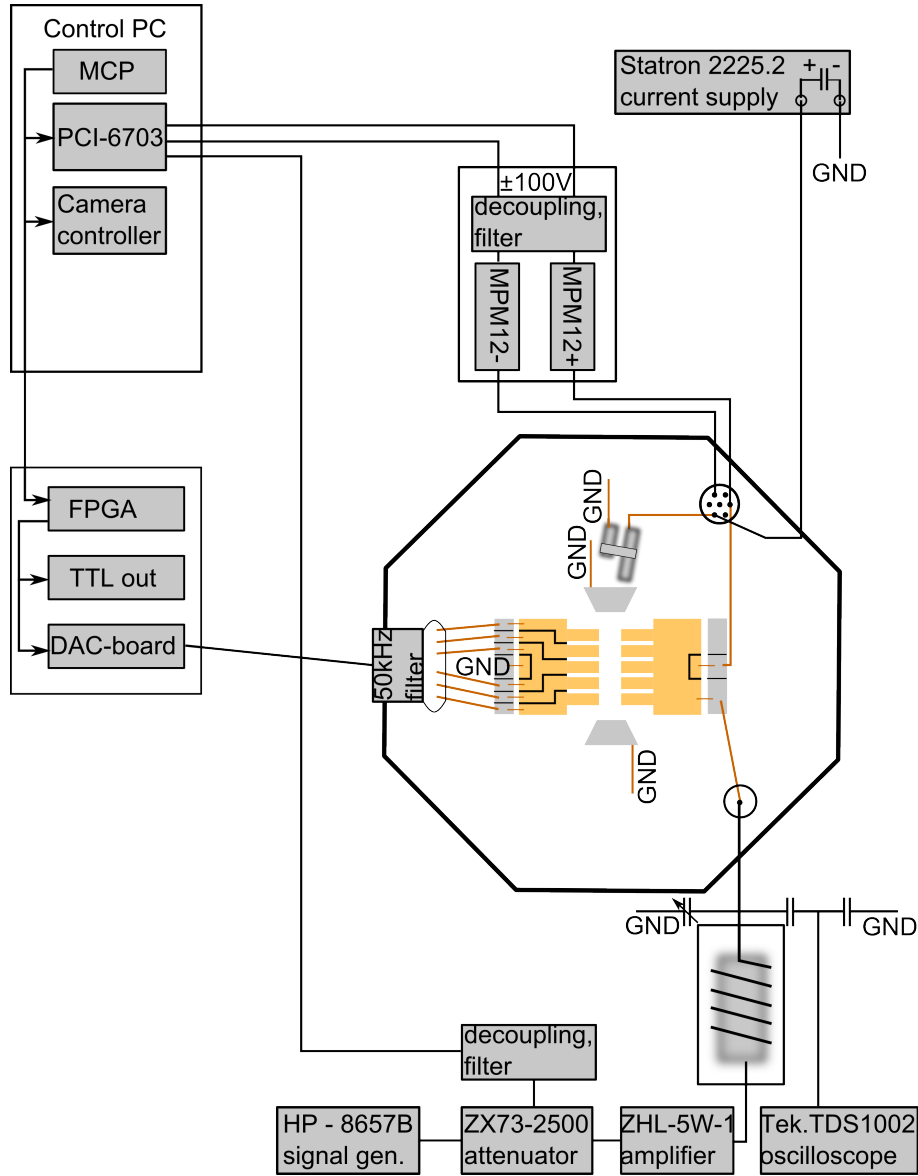 Control PC
MCP
PCI-6703
Camera
controller
Statron 2225.2 + -
current supply
GND
±100V
decoupling,
filter
MPM12-
MPM12+
FPGA
TTL out
DAC-board
50kHz
filter
GND
GND
GND
GND
GND
GND
decoupling,
filter
HP - 8657B
signal gen.
ZX73-2500
attenuator
ZHL-5W-1
amplifier
Tek.TDS1002
oscilloscope